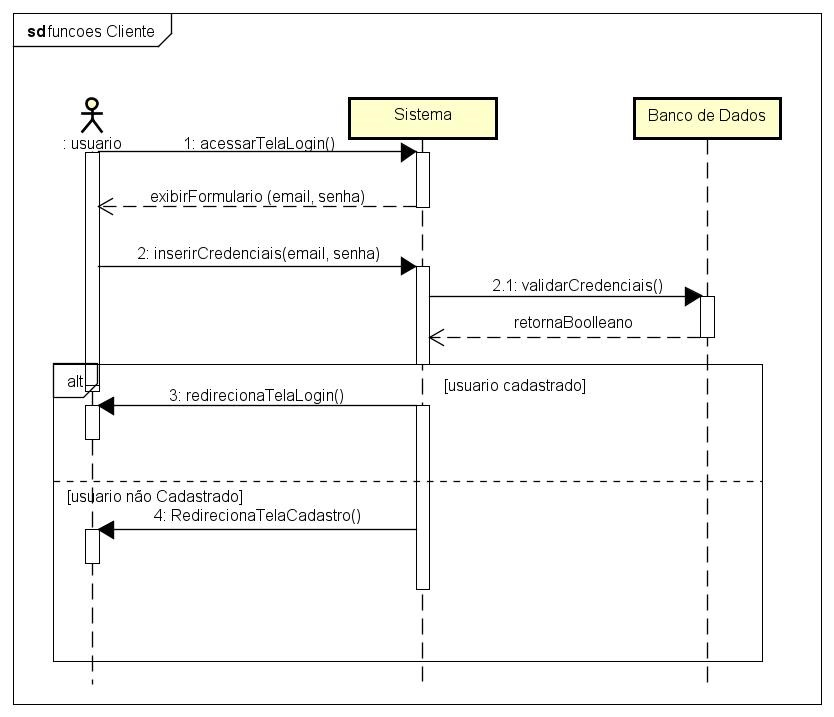 sd funcoes Cliente
Sistema
Banco de Dados
: usuario
1: acessarTelaLogin()
exibirFormulario (email, senha)
2: inserirCredenciais(email, senha)
2.1: validarCredenciais()
retornaBoolleano
alt
[usuario cadastrado]
3: redirecionaTelaLogin()
[usuario não Cadastrado]
4: RedirecionaTelaCadastro()